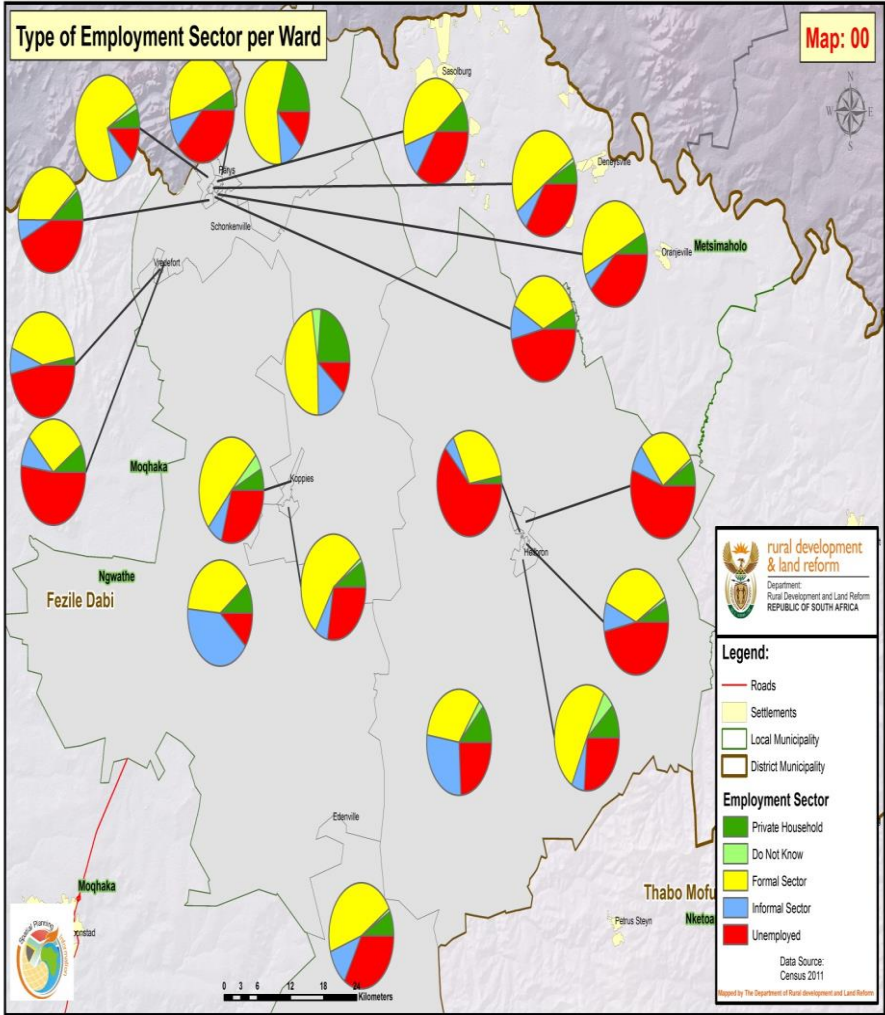 Type of Employment Sector per Ward
Map: 00
N
W
E
S
Sasolburg
Parys
Deneysville
Schonkenville
Oranjeville
Metsimaholo
Vredefort
Moqhaka
Koppies
Heilbron
Ngwathe
Fezile Dabi
rural development
& land reform
Department:
Rural Development and Land Reform
REPUBLIC OF SOUTH AFRICA
Legend:
Roads
Settlements
Local Municipality
District Municipality
Employment Sector
Private Household
Do Not Know
Formal Sector
Informal Sector
Unemployed
Data Source:
Census 2011
Mapped by The Department of Rural development and Land Reform
Edenville
Moqhaka
oonstad
Thabo Mofu
Nketoa
Petrus Steyn
Spatial Planning
Information
0 3 6 12 18 24
Kilometers